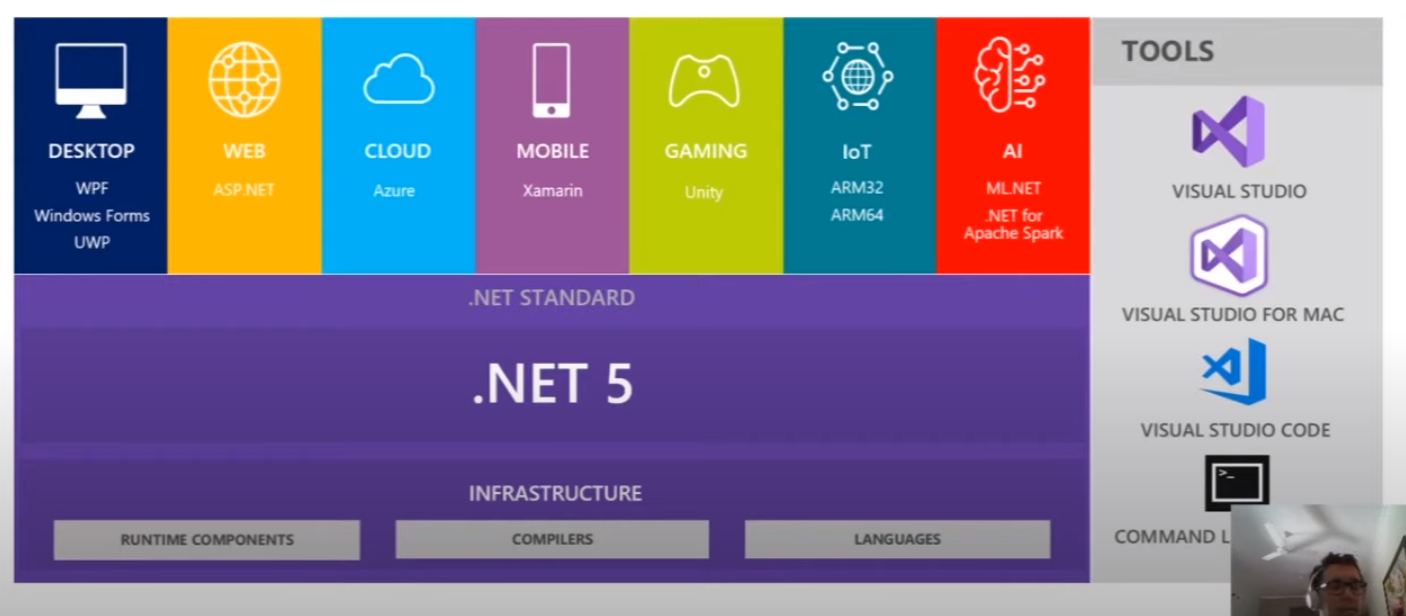 DESKTOP
WPF
Windows Forms
UWP
WEB
ASP.NET
CLOUD
Azure
MOBILE
Xamarin
GAMING
Unity
IoT
ARM32
ARM64
AI
ML.NET
.NET for
Apache Spark
.NET STANDARD
.NET 5
INFRASTRUCTURE
RUNTIME COMPONENTS
COMPILERS
LANGUAGES
TOOLS
VISUAL STUDIO
VISUAL STUDIO FOR MAC
VISUAL STUDIO CODE
>_
COMMAND